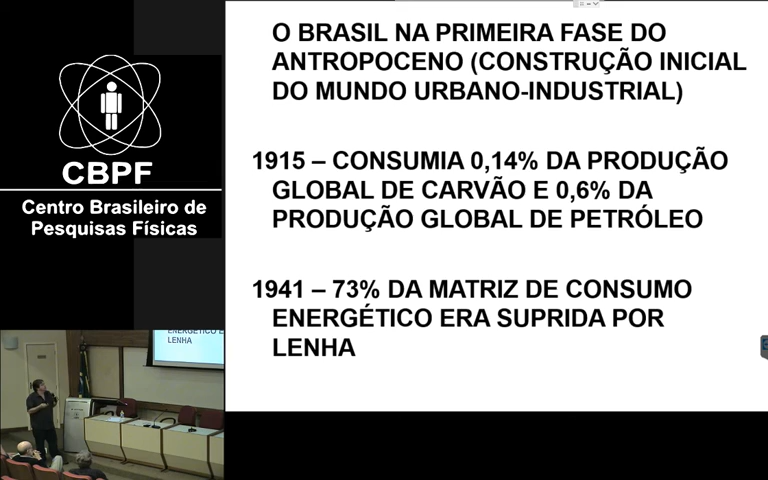 O BRASIL NA PRIMEIRA FASE DO
ANTROPOCENO (CONSTRUÇÃO INICIAL
DO MUNDO URBANO-INDUSTRIAL)
1915 – CONSUMIA 0,14% DA PRODUÇÃO
GLOBAL DE CARVÃO E 0,6% DA
PRODUÇÃO GLOBAL DE PETRÓLEO
1941 – 73% DA MATRIZ DE CONSUMO
ENERGÉTICO ERA SUPRIDA POR
LENHA
CBPF
Centro Brasileiro de
Pesquisas Físicas
ENERGÉTICO E
LENHA